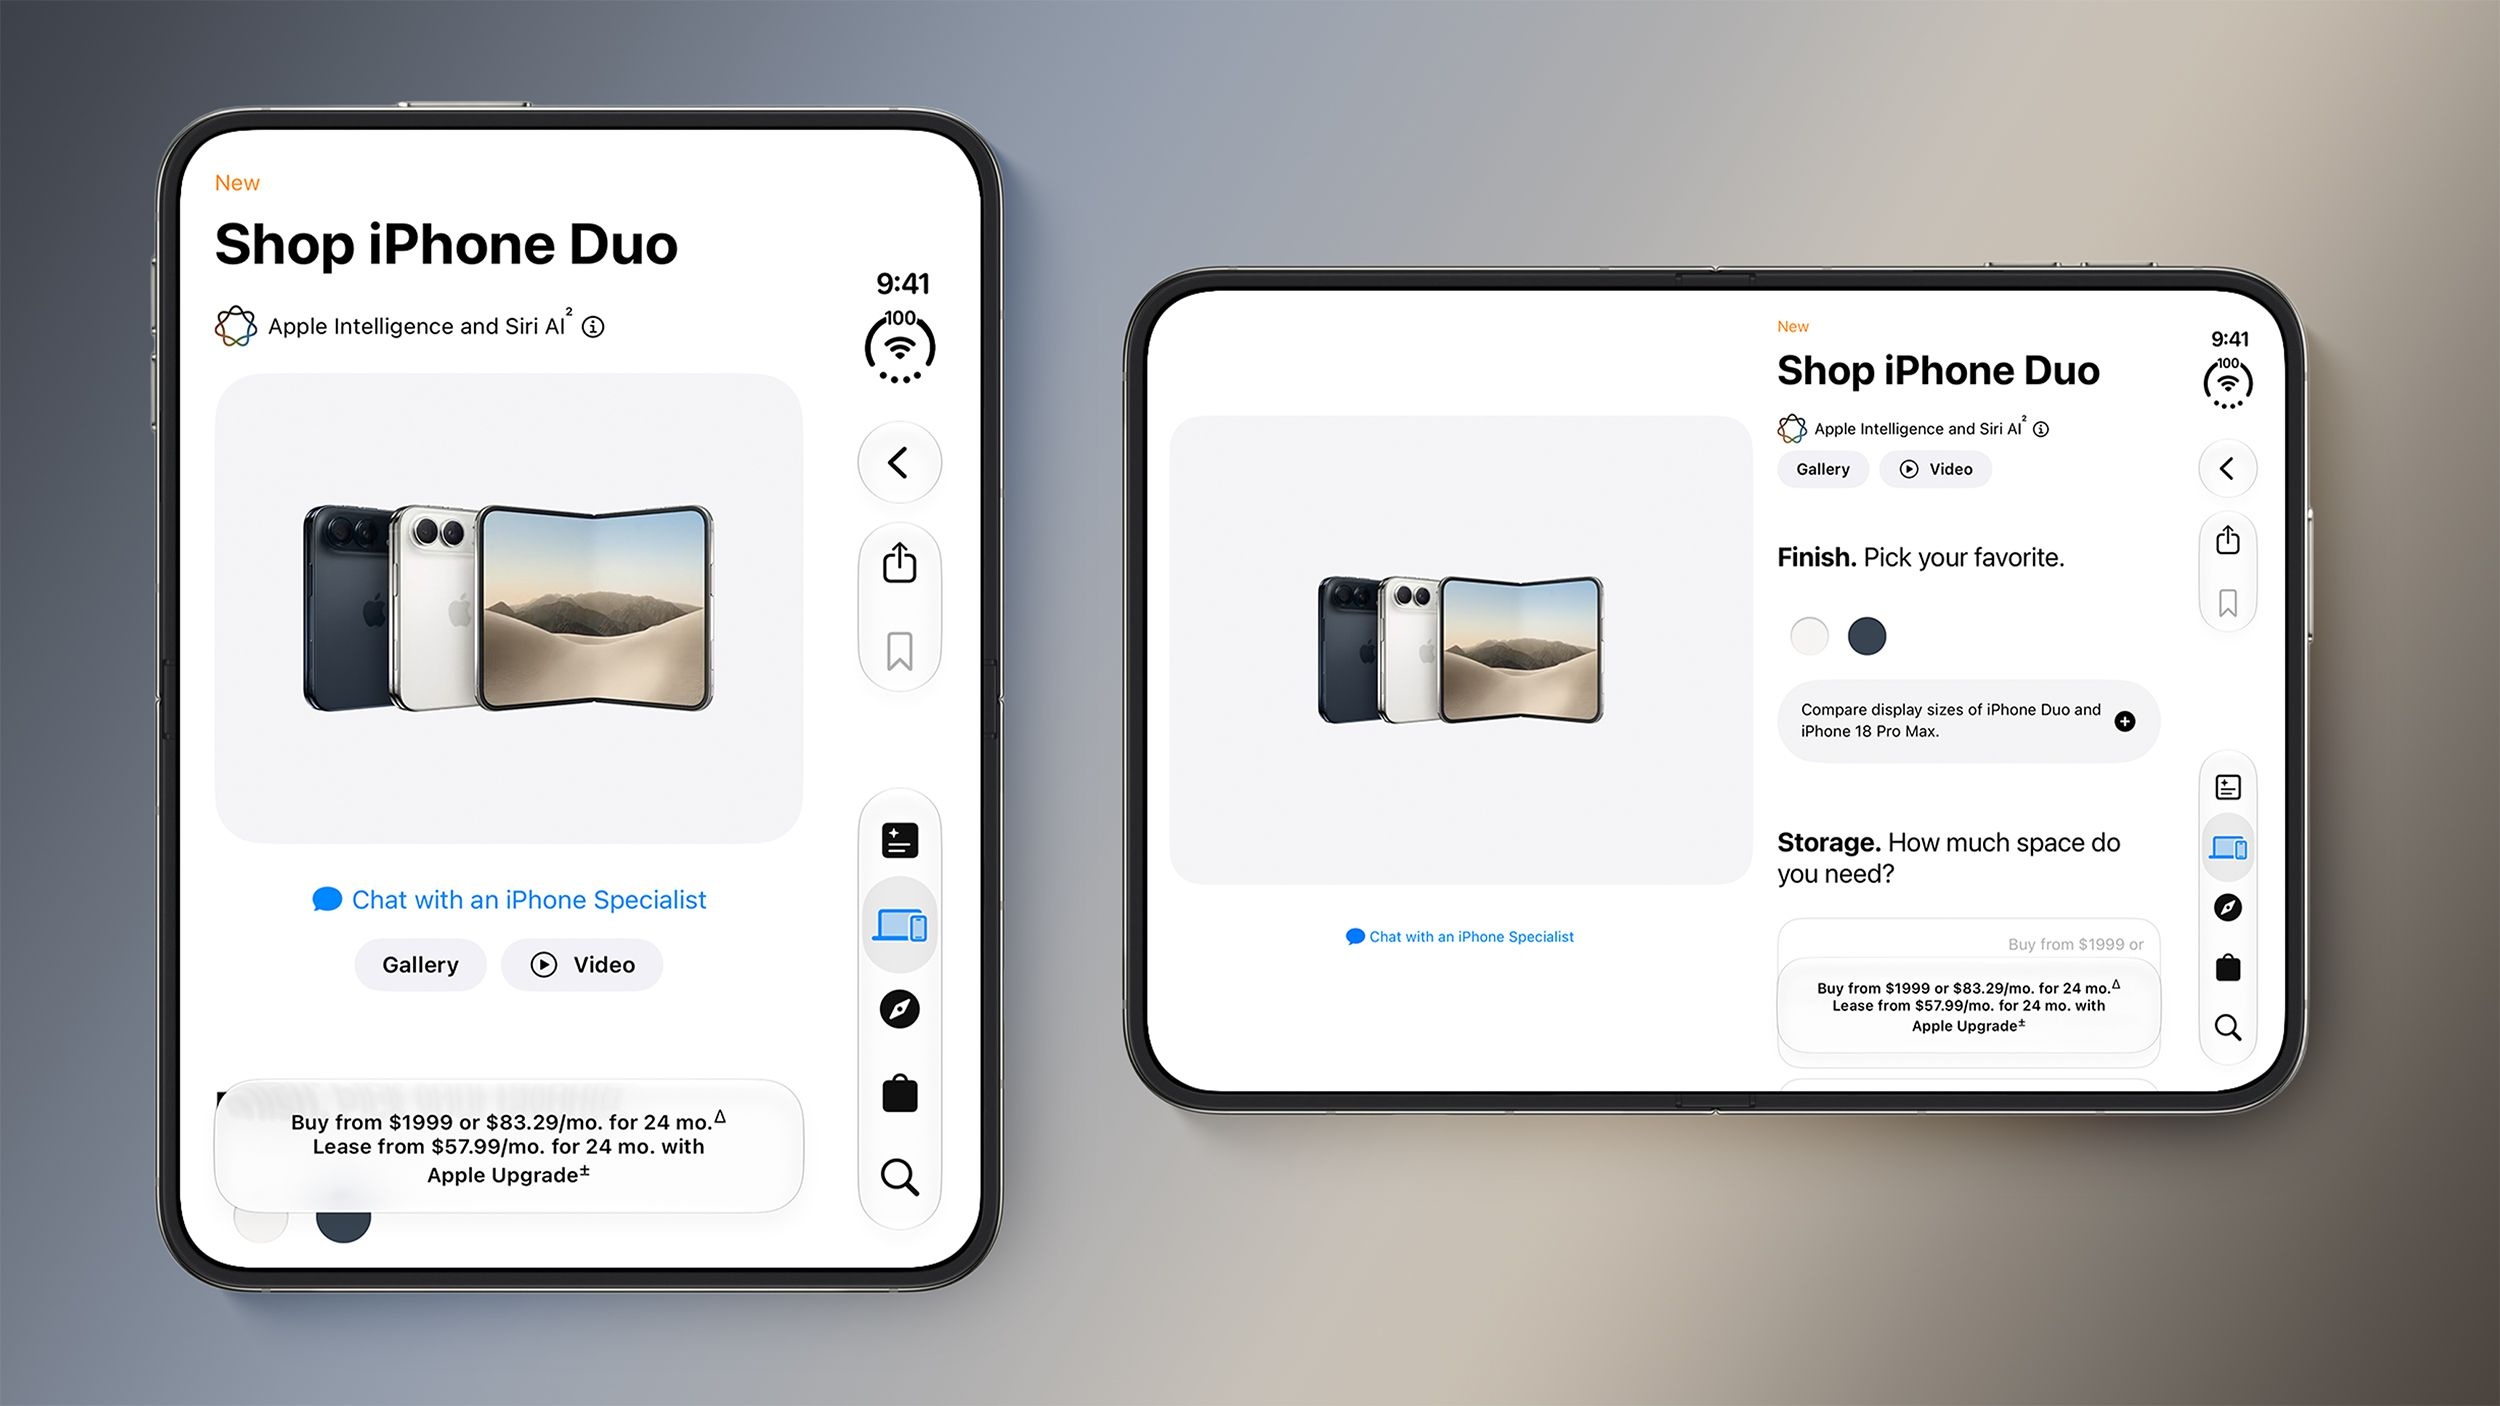 New
Shop iPhone Duo
Apple Intelligence and Siri AI²
9:41
100
Chat with an iPhone Specialist
Gallery
Video
Buy from $1999 or $83.29/mo. for 24 mo.Δ
Lease from $57.99/mo. for 24 mo. with
Apple Upgrade±
New
Shop iPhone Duo
Apple Intelligence and Siri AI²
Gallery
Video
9:41
100
Finish. Pick your favorite.
Compare display sizes of iPhone Duo and
iPhone 18 Pro Max.
Storage. How much space do
you need?
Buy from $1999 or
Buy from $1999 or $83.29/mo. for 24 mo.Δ
Lease from $57.99/mo. for 24 mo. with
Apple Upgrade±
Chat with an iPhone Specialist